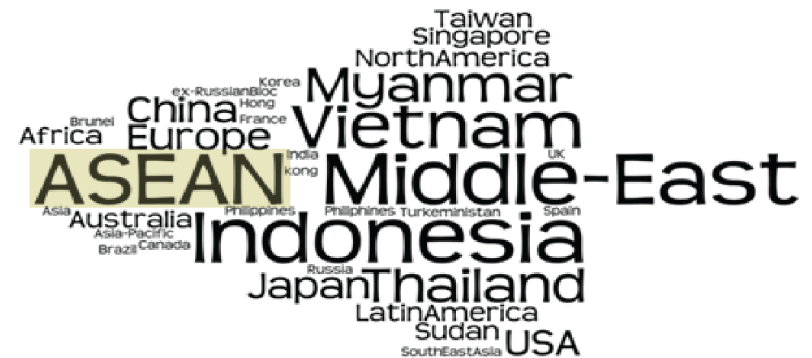 Taiwan
Singapore
NorthAmerica
Korea Myanmar
ex-RussianBloc
China Hong
Brunei France Vietnam
Africa Europe
India UK
ASEAN kong Middle-East
Asia Philippines Philiphines Turkeministan Spain
Australia Indonesia
Asia-Pacific
Brazil Canada
Russia
Japan Thailand
LatinAmerica
Sudan USA
SouthEastAsia